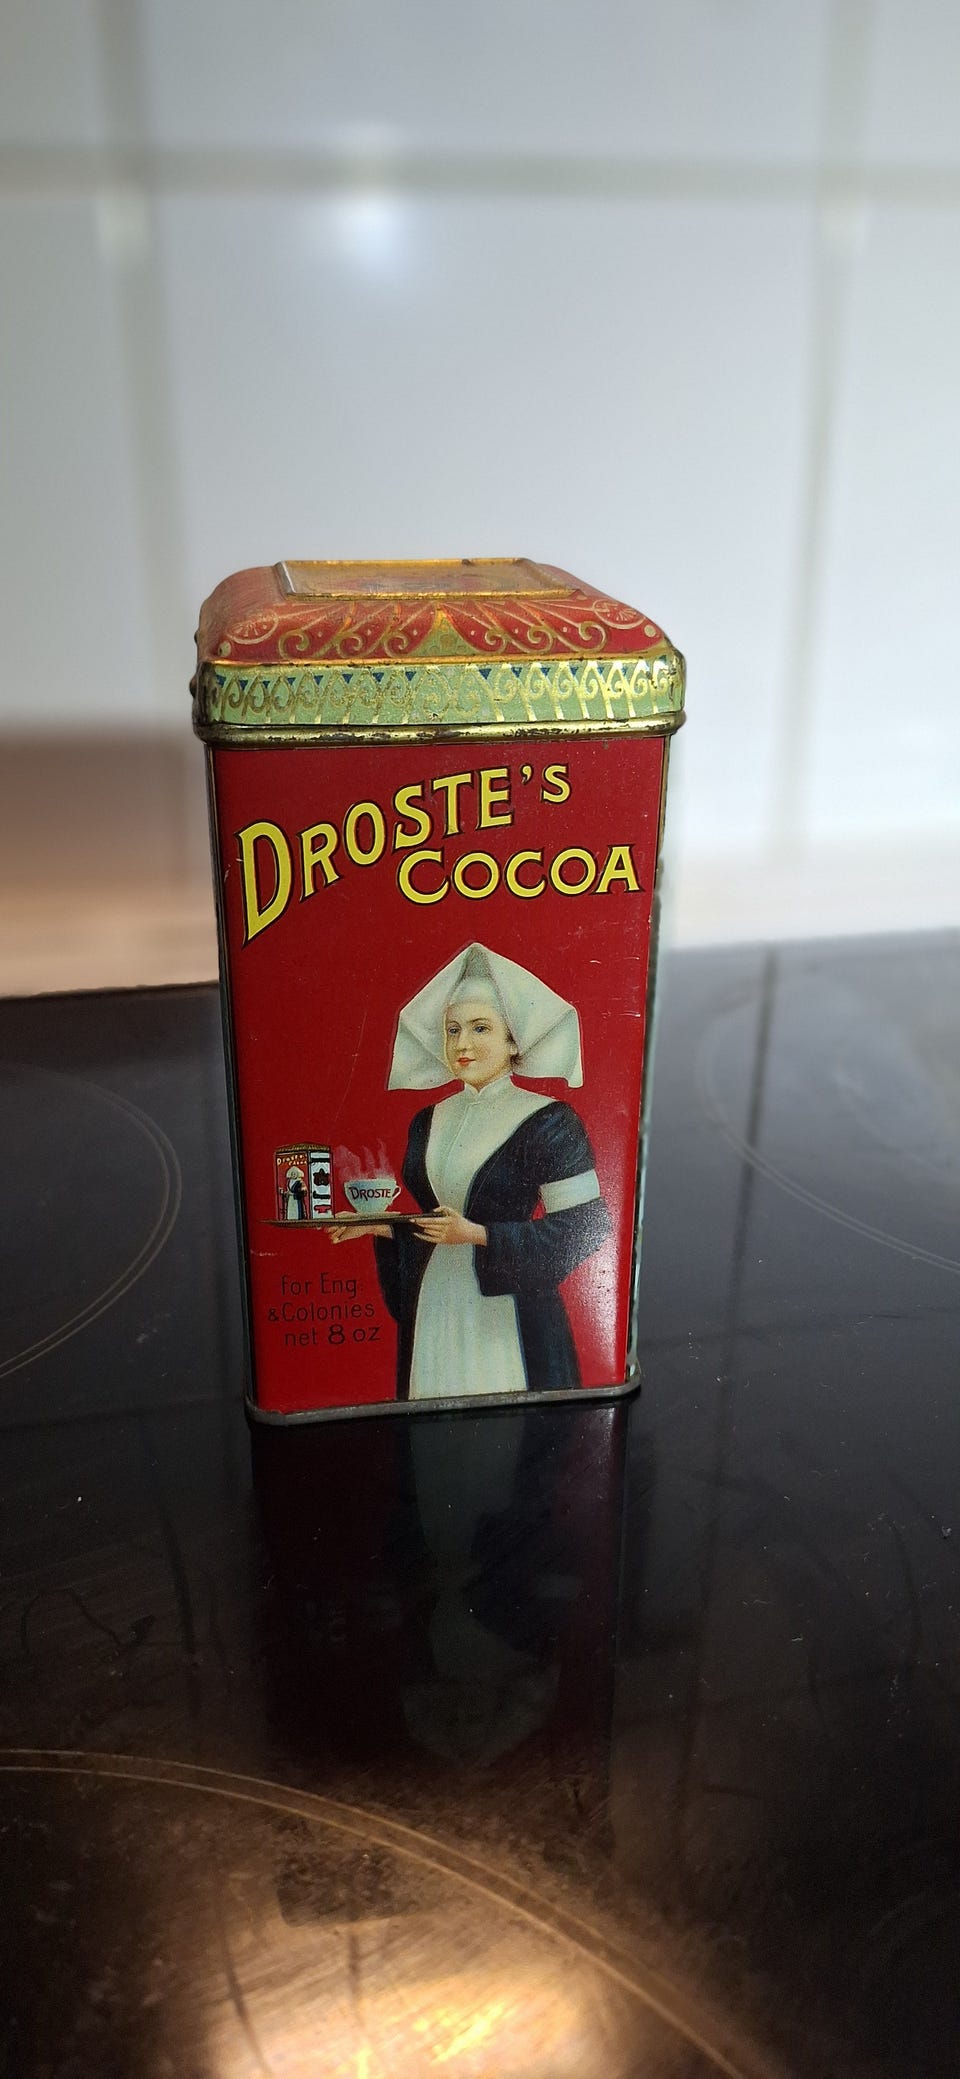 DROSTE'S
COCOA
DROSTE
for Eng.
&Colonies
net 8 oz